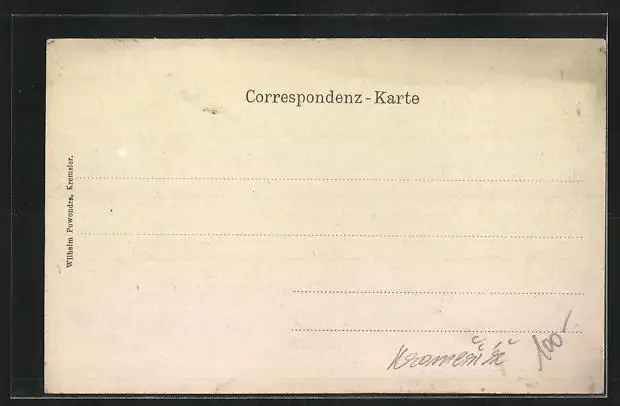 Correspondenz-Karte
Wilhelm Powondra, Kremsier.
Kroměříž
100